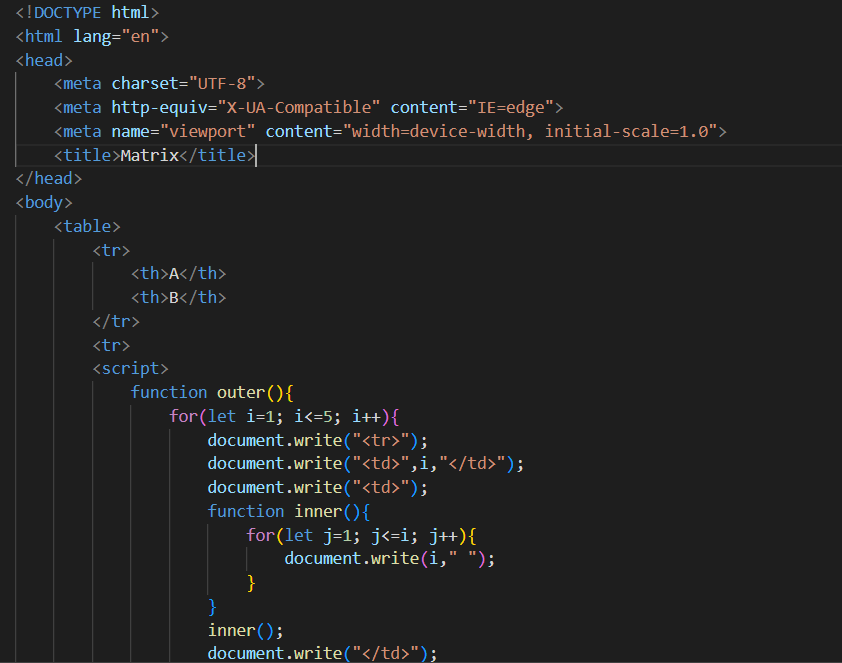 <!DOCTYPE html>
<html lang="en">
<head>
    <meta charset="UTF-8">
    <meta http-equiv="X-UA-Compatible" content="IE=edge">
    <meta name="viewport" content="width=device-width, initial-scale=1.0">
    <title>Matrix</title>
</head>
<body>
    <table>
        <tr>
            <th>A</th>
            <th>B</th>
        </tr>
        <tr>
        <script>
            function outer(){
                for(let i=1; i<=5; i++){
                    document.write("<tr>");
                    document.write("<td>",i,"</td>");
                    document.write("<td>");
                    function inner(){
                        for(let j=1; j<=i; j++){
                            document.write(i," ");
                        }
                    }
                    inner();
                    document.write("</td>");